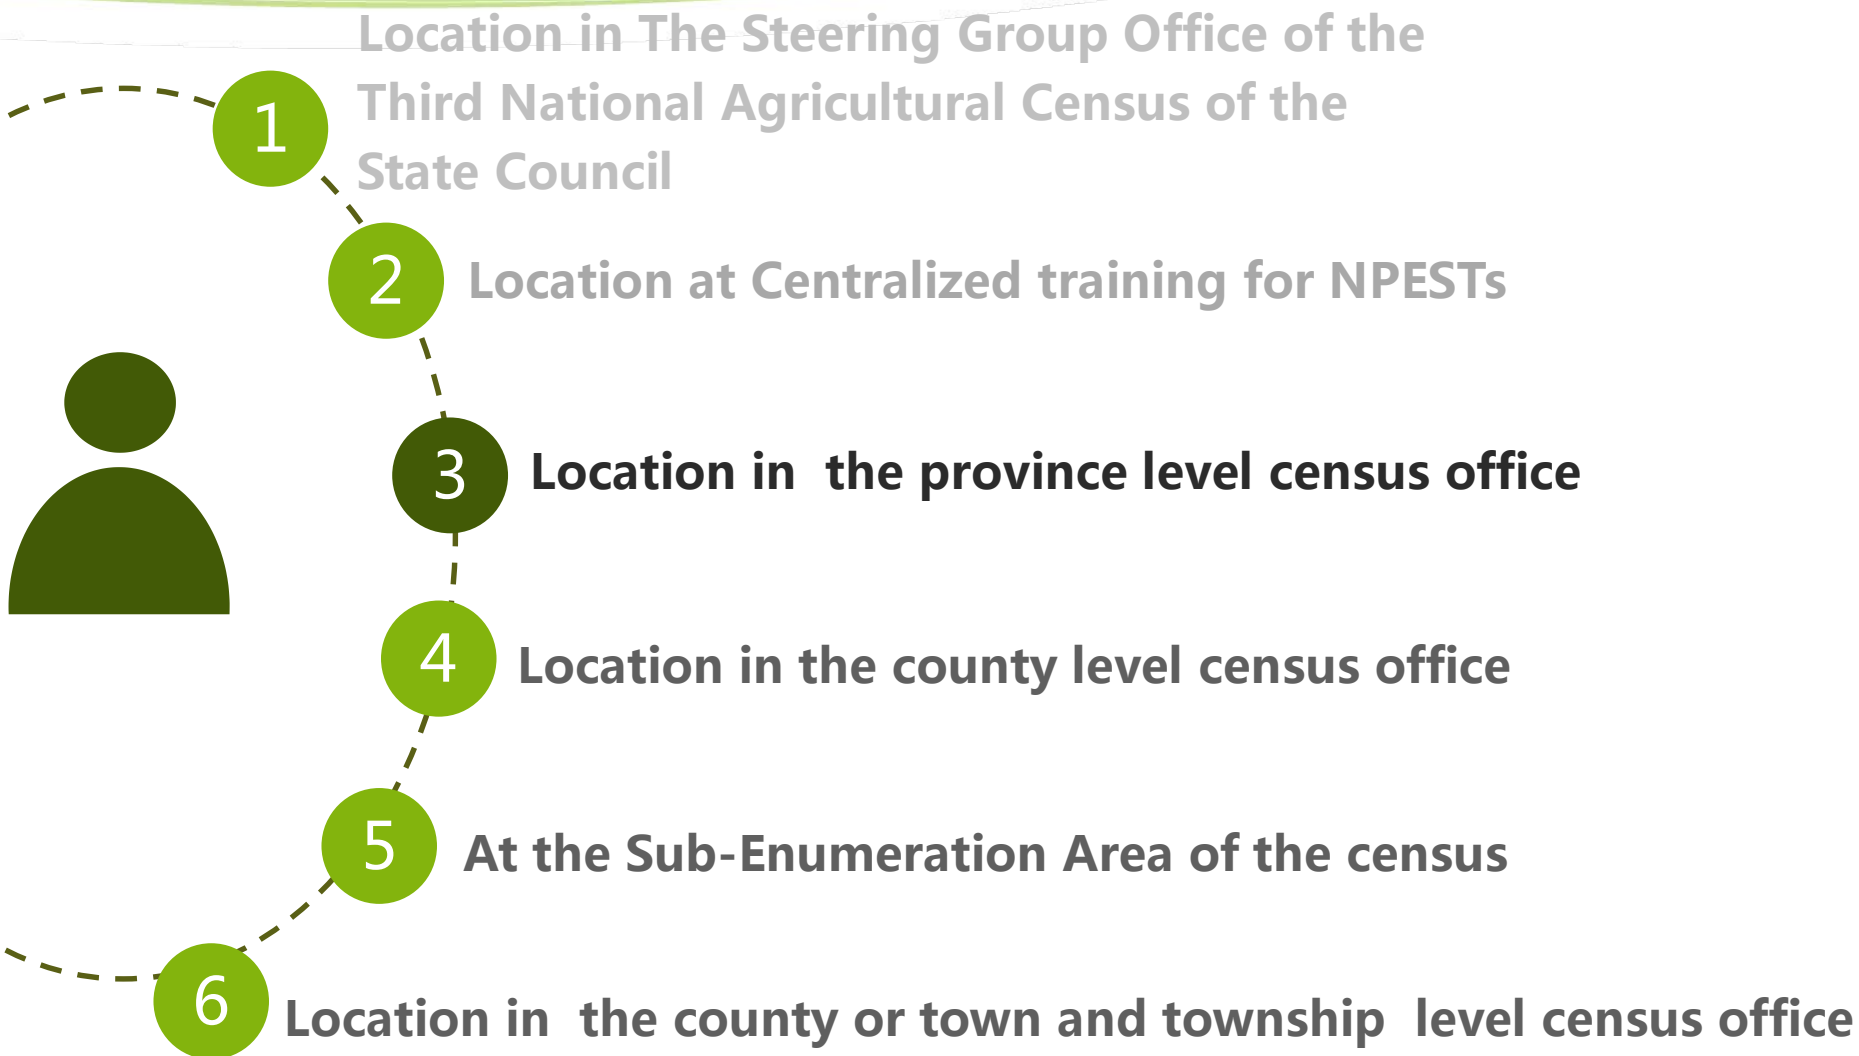 Location in The Steering Group Office of the
Third National Agricultural Census of the
State Council
1
2 Location at Centralized training for NPESTs
3 Location in the province level census office
4 Location in the county level census office
5 At the Sub-Enumeration Area of the census
6 Location in the county or town and township level census office